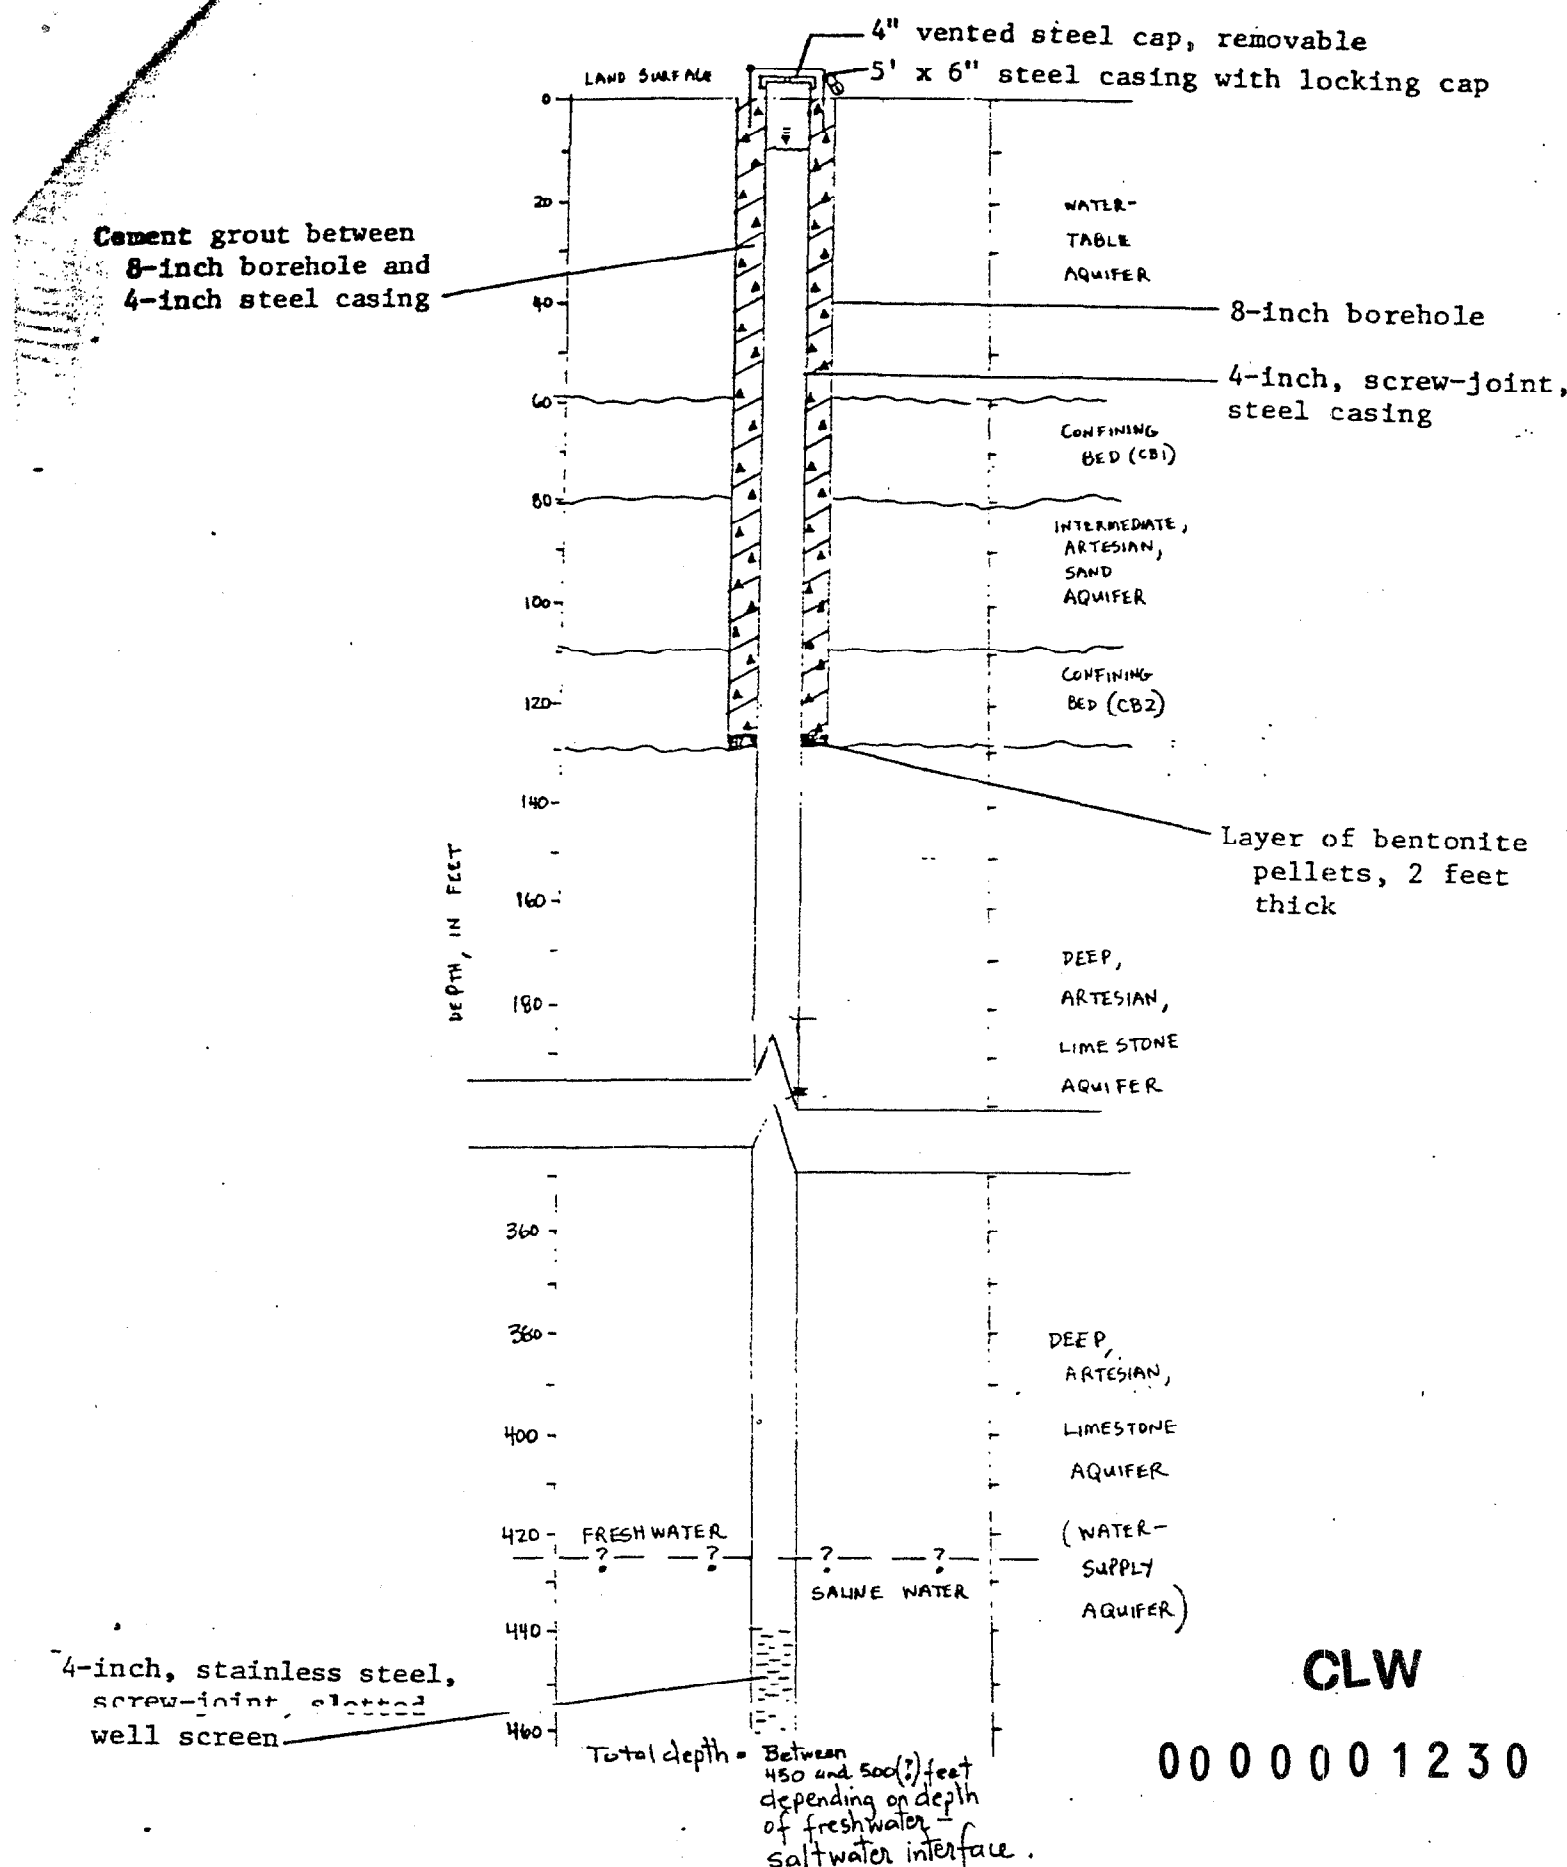 4" vented steel cap, removable
5' x 6" steel casing with locking cap
LAND SURFACE
0
20
40
60
80
100
120
140
160
180
360
380
400
420
440
460
DEPTH, IN FEET
Cement grout between
8-inch borehole and
4-inch steel casing
WATER-
TABLE
AQUIFER
8-inch borehole
4-inch, screw-joint,
steel casing
CONFINING
BED (CB1)
INTERMEDIATE,
ARTESIAN,
SAND
AQUIFER
CONFINING
BED (CB2)
Layer of bentonite
pellets, 2 feet
thick
DEEP,
ARTESIAN,
LIMESTONE
AQUIFER
DEEP,
ARTESIAN,
LIMESTONE
AQUIFER
(WATER-
SUPPLY
AQUIFER)
FRESHWATER
? ? ? ?
SALINE WATER
4-inch, stainless steel,
screw-joint, slotted
well screen
Total depth = Between
450 and 500(?) feet
depending on depth
of freshwater-
saltwater interface.
CLW
0000001230